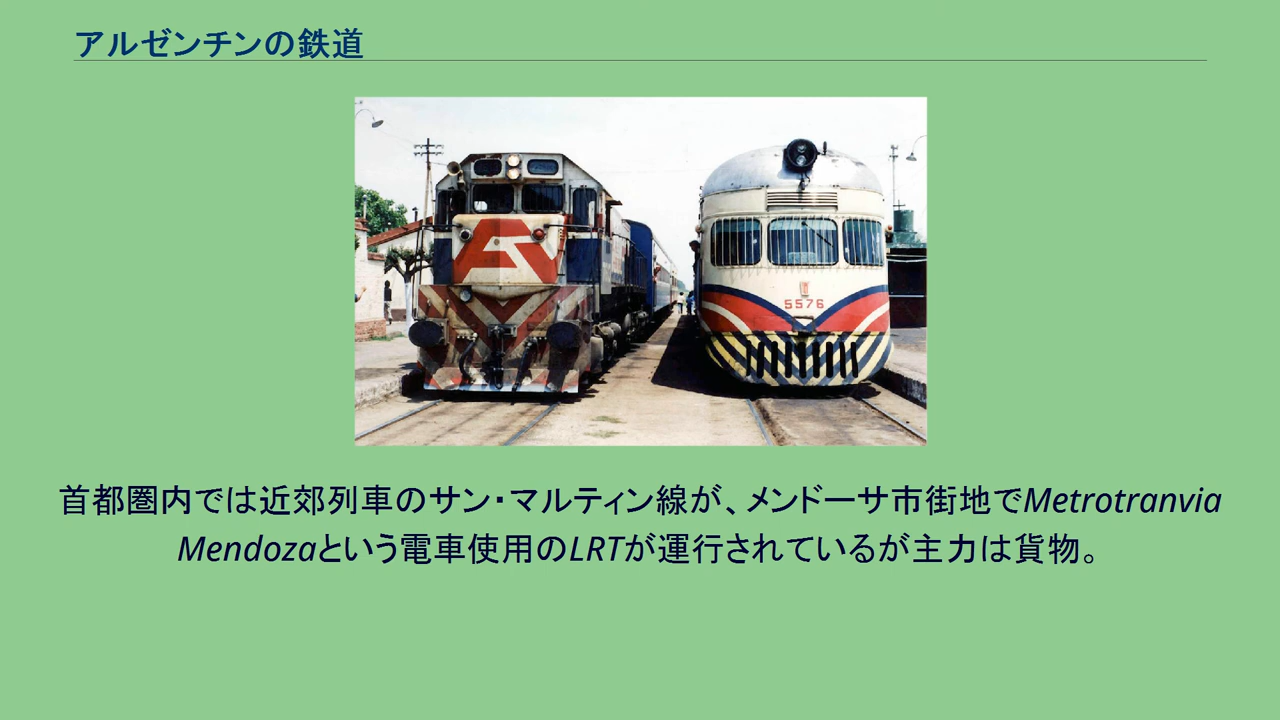 アルゼンチンの鉄道
5576
首都圏内では近郊列車のサン・マルティン線が、メンドーサ市街地でMetrotranvia
Mendozaという電車使用のLRTが運行されているが主力は貨物。